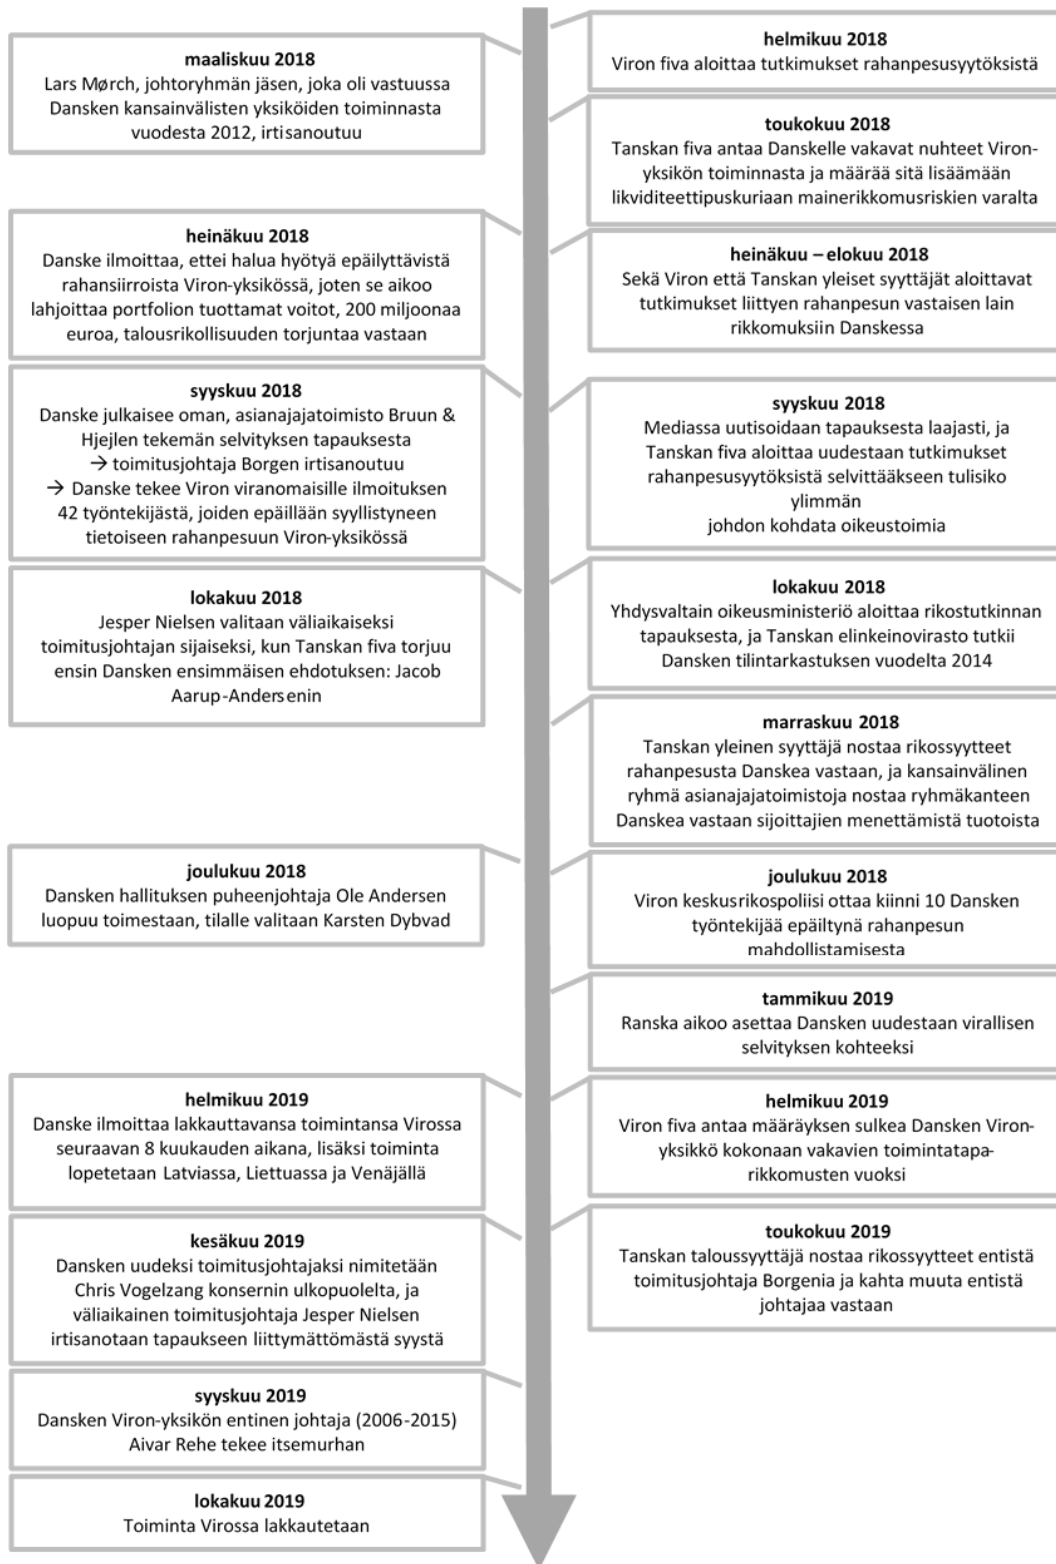 maaliskuu 2018
Lars Mørch, johtoryhmän jäsen, joka oli vastuussa
Dansken kansainvälisten yksiköiden toiminnasta
vuodesta 2012, irtisanoutuu
heinäkuu 2018
Danske ilmoittaa, ettei halua hyötyä epäilyttävistä
rahansiirroista Viron-yksikössä, joten se aikoo
lahjoittaa portfolion tuottamat voitot, 200 miljoonaa
euroa, talousrikollisuuden torjuntaa vastaan
syyskuu 2018
Danske julkaisee oman, asianajajatoimisto Bruun &
Hjejlen tekemän selvityksen tapauksesta
→ toimitusjohtaja Borgen irtisanoutuu
→ Danske tekee Viron viranomaisille ilmoituksen
42 työntekijästä, joiden epäillään syyllistyneen
tietoiseen rahanpesuun Viron-yksikössä
lokakuu 2018
Jesper Nielsen valitaan väliaikaiseksi
toimitusjohtajan sijaiseksi, kun Tanskan fiva torjuu
ensin Dansken ensimmäisen ehdotuksen: Jacob
Aarup-Andersenin
joulukuu 2018
Dansken hallituksen puheenjohtaja Ole Andersen
luopuu toimestaan, tilalle valitaan Karsten Dybvad
helmikuu 2019
Danske ilmoittaa lakkauttavansa toimintansa Virossa
seuraavan 8 kuukauden aikana, lisäksi toiminta
lopetetaan Latviassa, Liettuassa ja Venäjällä
kesäkuu 2019
Dansken uudeksi toimitusjohtajaksi nimitetään
Chris Vogelzang konsernin ulkopuolelta, ja
väliaikainen toimitusjohtaja Jesper Nielsen
irtisanotaan tapaukseen liittymättömästä syystä
syyskuu 2019
Dansken Viron-yksikön entinen johtaja (2006-2015)
Aivar Rehe tekee itsemurhan
lokakuu 2019
Toiminta Virossa lakkautetaan
helmikuu 2018
Viron fiva aloittaa tutkimukset rahanpesusyytöksistä
toukokuu 2018
Tanskan fiva antaa Danskelle vakavat nuhteet Viron-
yksikön toiminnasta ja määrää sitä lisäämään
likviditeettipuskuriaan mainerikkomusriskien varalta
heinäkuu – elokuu 2018
Sekä Viron että Tanskan yleiset syyttäjät aloittavat
tutkimukset liittyen rahanpesun vastaisen lain
rikkomuksiin Danskessa
syyskuu 2018
Mediassa uutisoidaan tapauksesta laajasti, ja
Tanskan fiva aloittaa uudestaan tutkimukset
rahanpesusyytöksistä selvittääkseen tulisiko
ylimmän
johdon kohdata oikeustoimia
lokakuu 2018
Yhdysvaltain oikeusministeriö aloittaa rikostutkinnan
tapauksesta, ja Tanskan elinkeinovirasto tutkii
Dansken tilintarkastuksen vuodelta 2014
marraskuu 2018
Tanskan yleinen syyttäjä nostaa rikossyytteet
rahanpesusta Danskea vastaan, ja kansainvälinen
ryhmä asianajajatoimistoja nostaa ryhmäkanteen
Danskea vastaan sijoittajien menettämistä tuotoista
joulukuu 2018
Viron keskusrikospoliisi ottaa kiinni 10 Dansken
työntekijää epäiltynä rahanpesun
mahdollistamisesta
tammikuu 2019
Ranska aikoo asettaa Dansken uudestaan virallisen
selvityksen kohteeksi
helmikuu 2019
Viron fiva antaa määräyksen sulkea Dansken Viron-
yksikkö kokonaan vakavien toimintatapa-
rikkomusten vuoksi
toukokuu 2019
Tanskan taloussyyttäjä nostaa rikossyytteet entistä
toimitusjohtaja Borgenia ja kahta muuta entistä
johtajaa vastaan